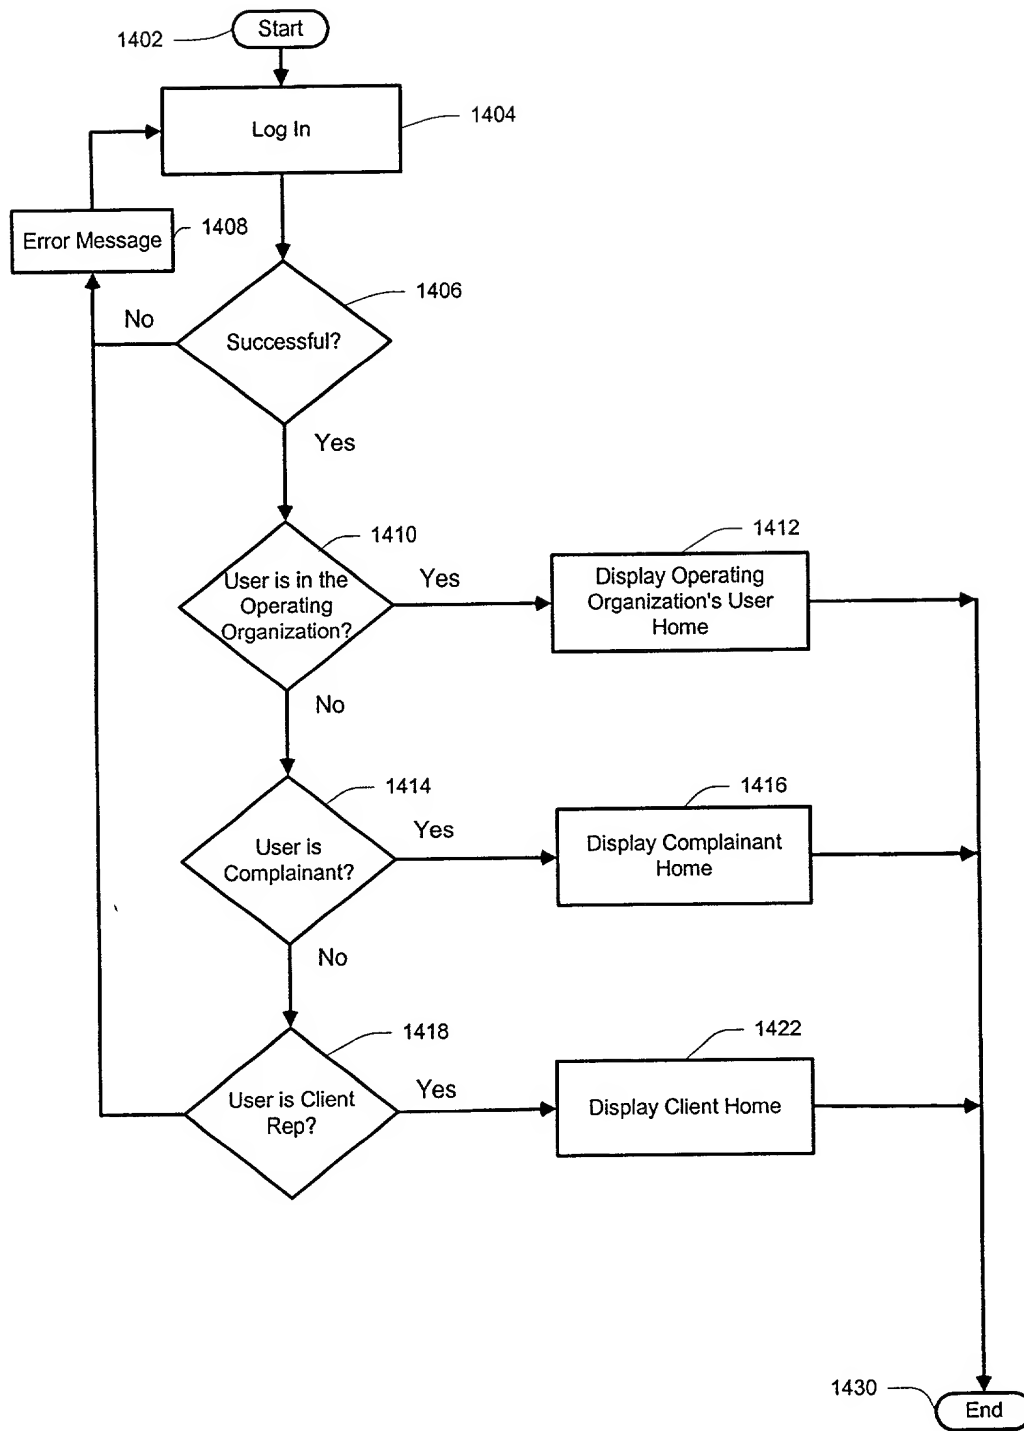 1402
Start
1404
Log In
1408
Error Message
1406
No
Successful?
Yes
1410
1412
User is in the
Operating
Organization?
Yes
Display Operating
Organization's User
Home
No
1414
1416
User is
Complainant?
Yes
Display Complainant
Home
No
1418
1422
User is Client
Rep?
Yes
Display Client Home
1430
End